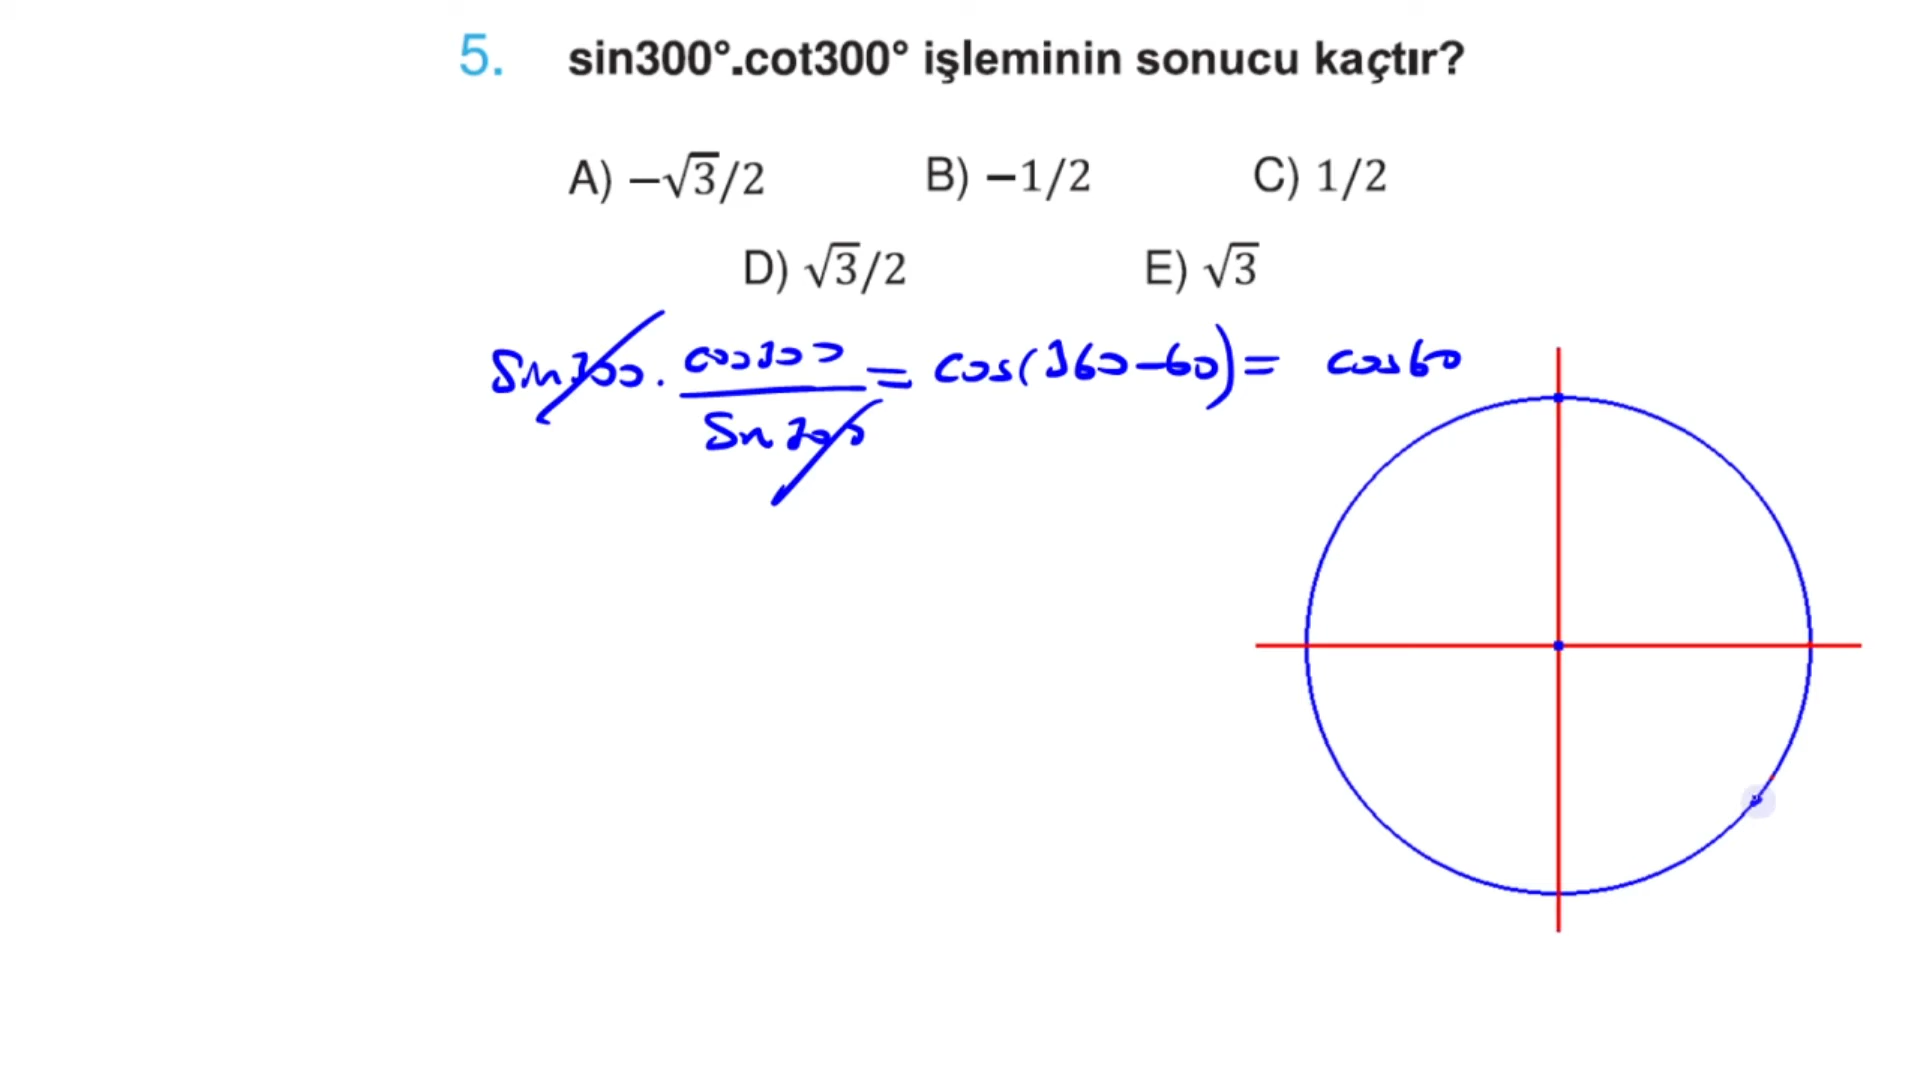 5. sin300°.cot300° işleminin sonucu kaçtır?
A) −√3/2 B) −1/2 C) 1/2
D) √3/2 E) √3
sin300 . cos300 / sin300 = cos(360-60) = cos60